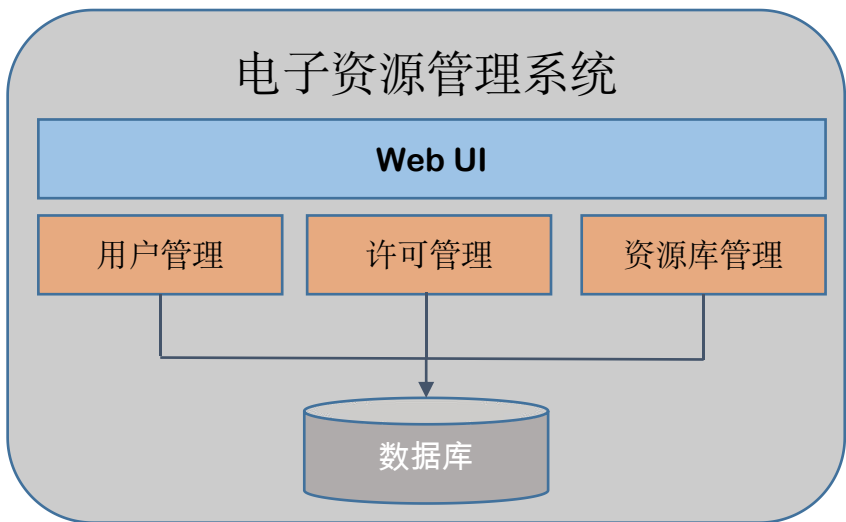 电子资源管理系统
Web UI
用户管理
许可管理
资源库管理
数据库